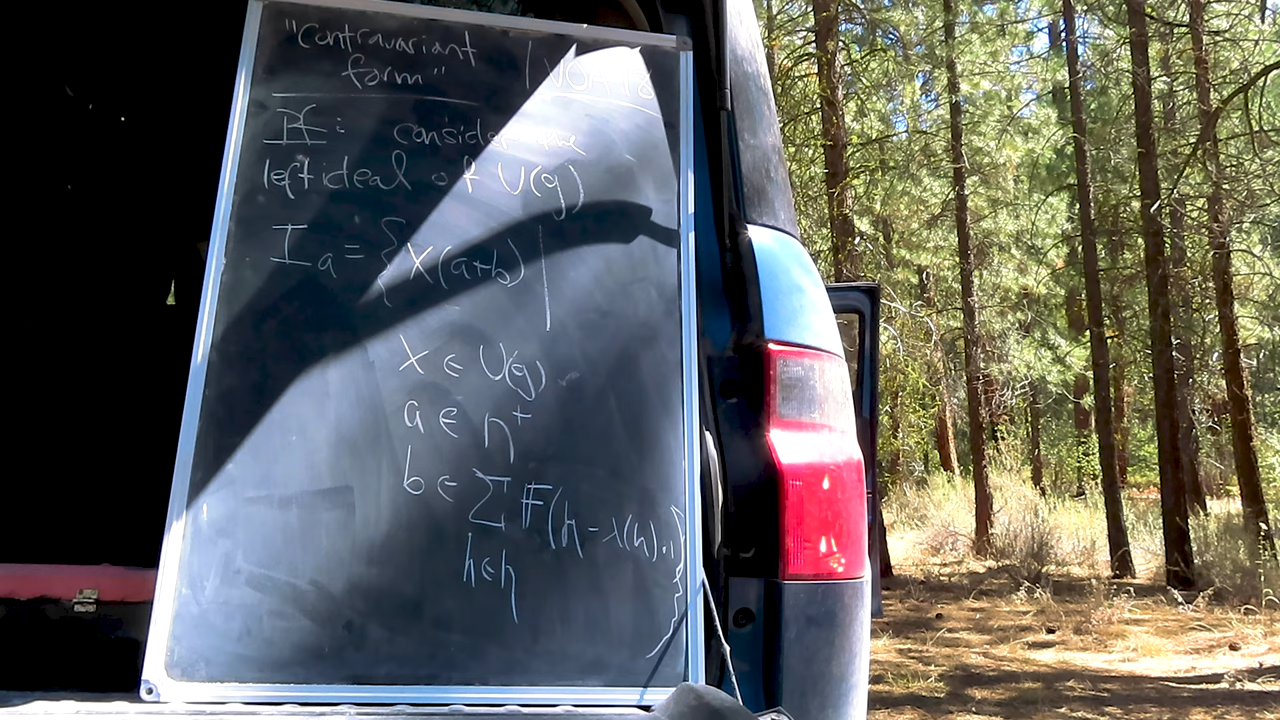 "Contravariant
form"
Pf: consider the
left ideal of U(g)
I_a = { X(a+b) |
X ∈ U(g)
a ∈ n⁺
b ∈ ∑ 𝔽(h - λ(h)·1)
h∈h }